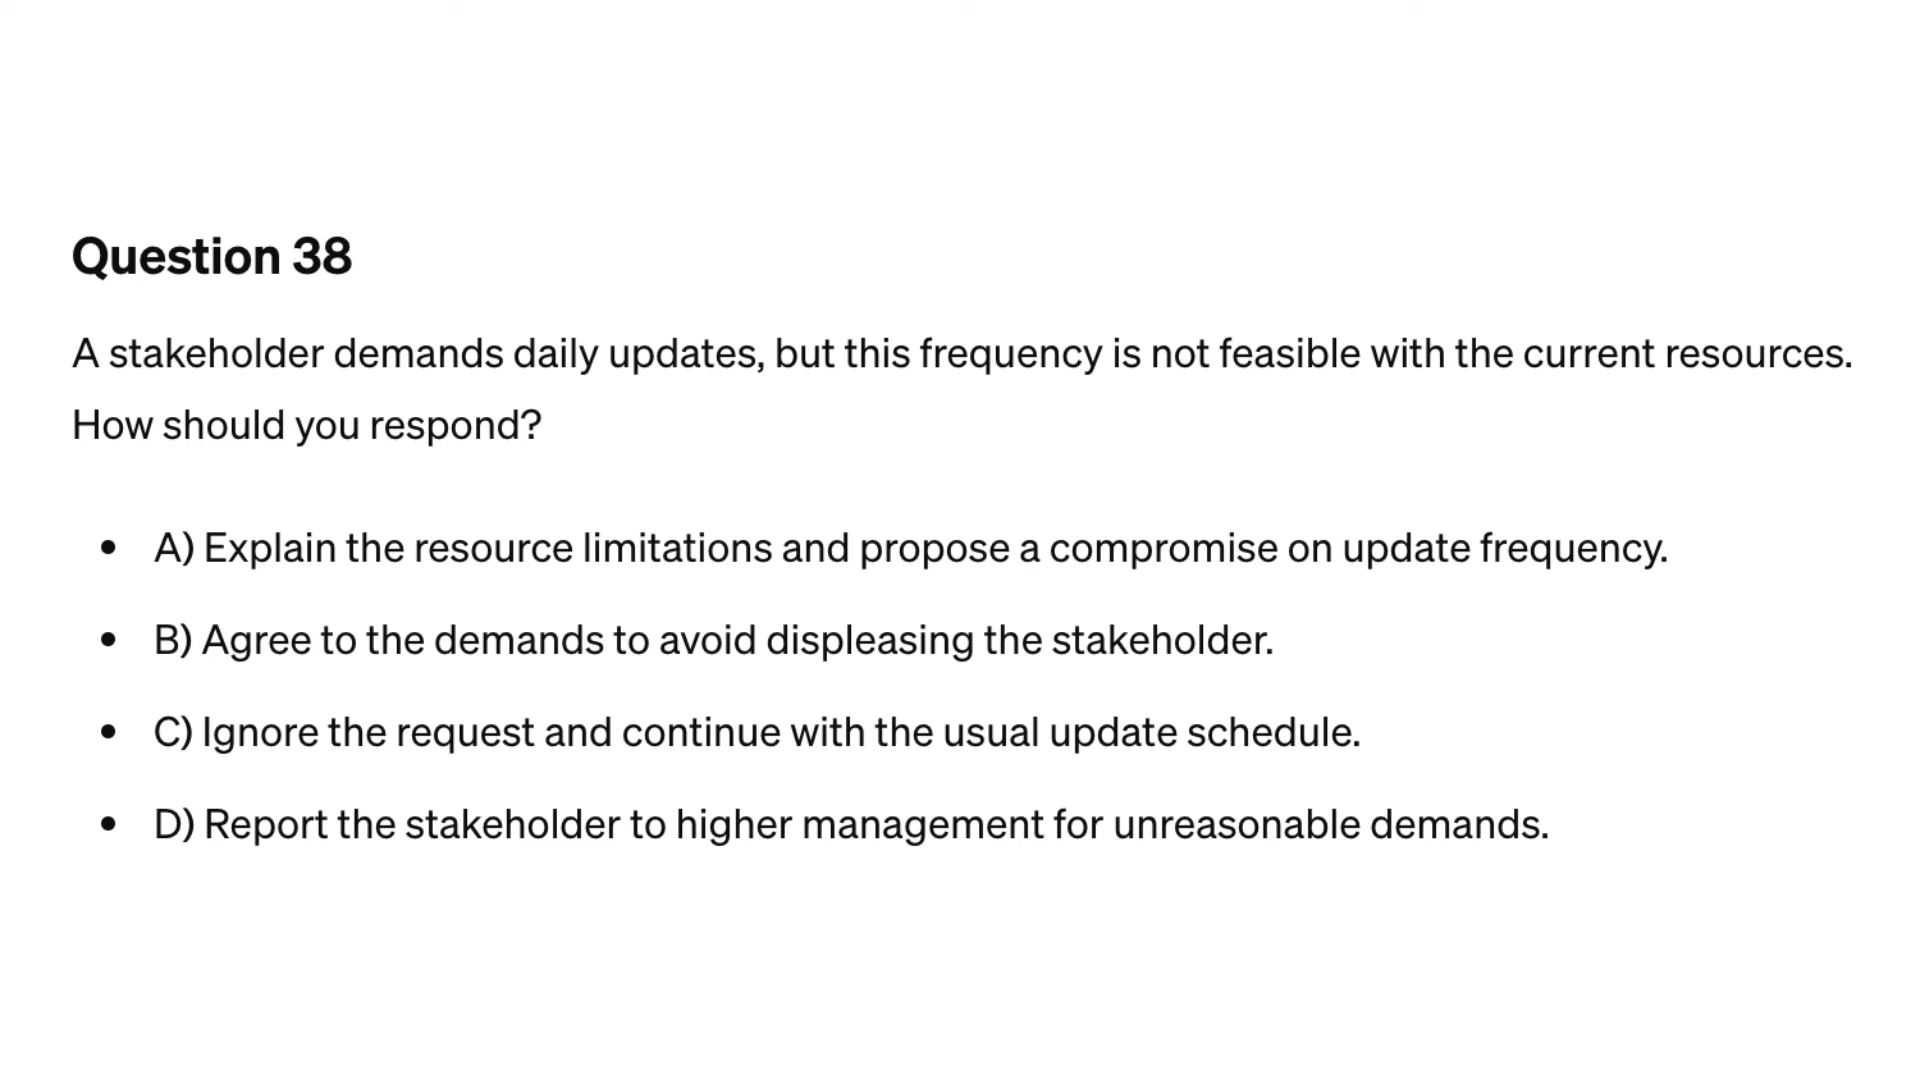 Question 38
A stakeholder demands daily updates, but this frequency is not feasible with the current resources.
How should you respond?
• A) Explain the resource limitations and propose a compromise on update frequency.
• B) Agree to the demands to avoid displeasing the stakeholder.
• C) Ignore the request and continue with the usual update schedule.
• D) Report the stakeholder to higher management for unreasonable demands.